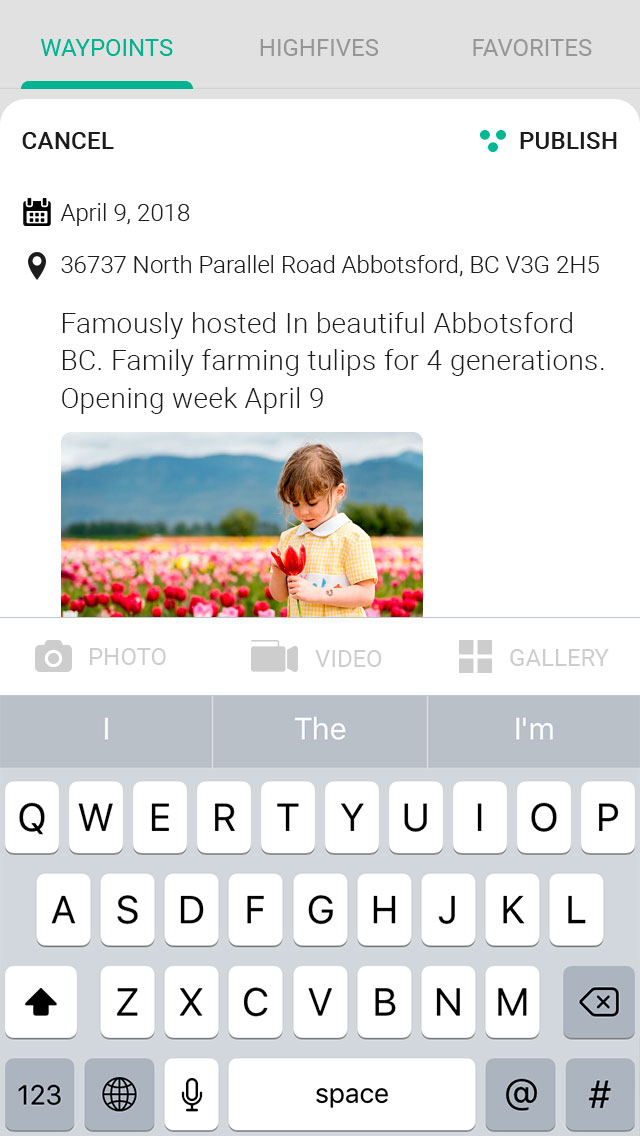 WAYPOINTS HIGHFIVES FAVORITES
CANCEL PUBLISH
April 9, 2018
36737 North Parallel Road Abbotsford, BC V3G 2H5
Famously hosted In beautiful Abbotsford
BC. Family farming tulips for 4 generations.
Opening week April 9
PHOTO VIDEO GALLERY
I The I'm
Q W E R T Y U I O P
A S D F G H J K L
Z X C V B N M
123 space @ #